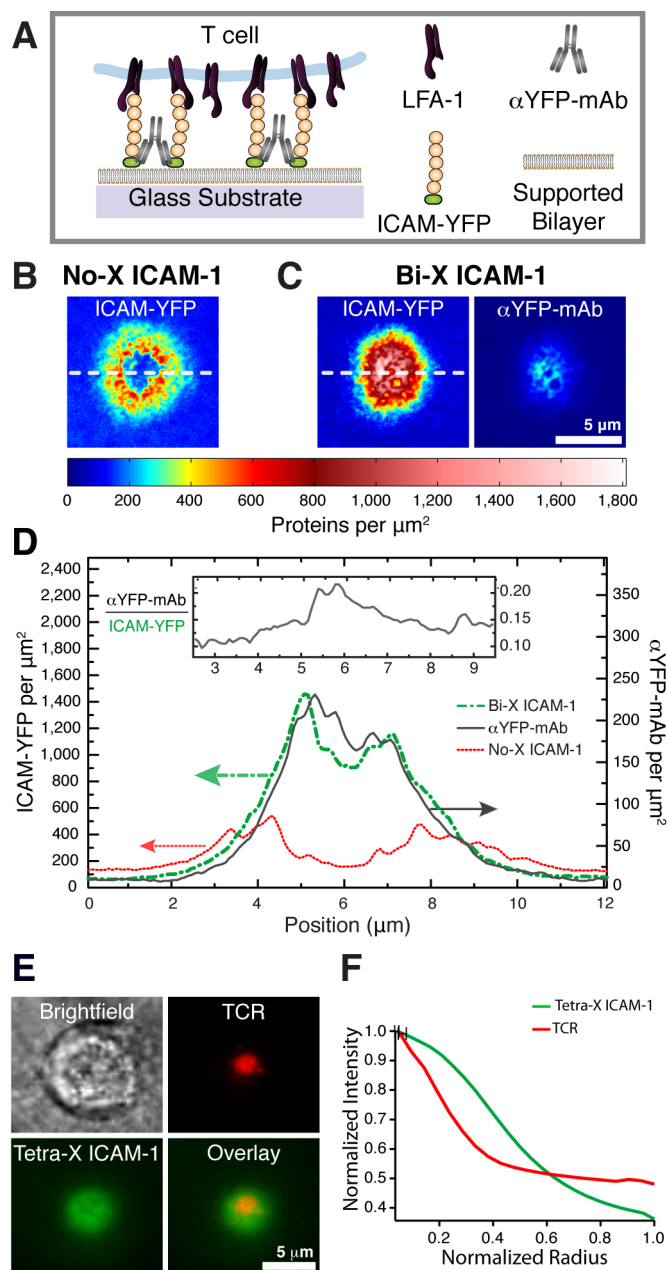 A
T cell
LFA-1
αYFP-mAb
Glass Substrate
ICAM-YFP
Supported
Bilayer
B
No-X ICAM-1
C
Bi-X ICAM-1
ICAM-YFP
ICAM-YFP
αYFP-mAb
5 µm
0 200 400 600 800 1,000 1,200 1,400 1,600 1,800
Proteins per µm²
D
2,400
2,200
2,000
1,800
1,600
1,400
1,200
1,000
800
600
400
200
0
ICAM-YFP per µm²
αYFP-mAb
ICAM-YFP
0.20
0.15
0.10
3 4 5 6 7 8 9
Bi-X ICAM-1
αYFP-mAb
No-X ICAM-1
350
300
250
200
150
100
50
0
αYFP-mAb per µm²
0 2 4 6 8 10 12
Position (µm)
E
Brightfield
TCR
Tetra-X ICAM-1
Overlay
5 µm
F
Tetra-X ICAM-1
TCR
1.0
0.9
0.8
0.7
0.6
0.5
0.4
Normalized Intensity
0.2 0.4 0.6 0.8 1.0
Normalized Radius